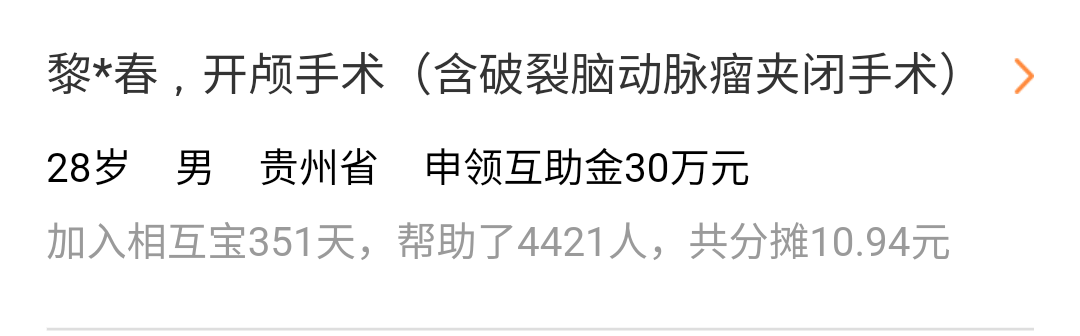 黎*春，开颅手术（含破裂脑动脉瘤夹闭手术）
28岁 男 贵州省 申领互助金30万元
加入相互宝351天，帮助了4421人，共分摊10.94元